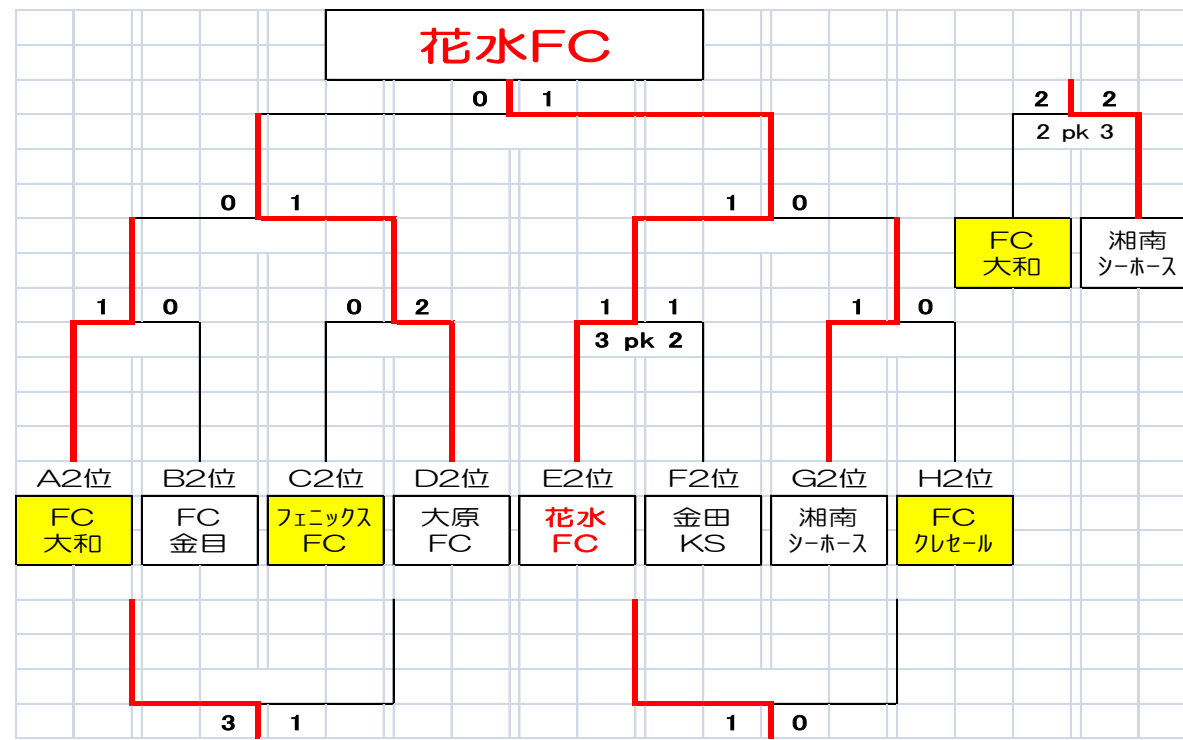 花水FC
0 1
2 2
2 pk 3
0 1
1 0
FC
大和
湘南
シーホース
1 0
0 2
1 1
1 0
3 pk 2
A2位
B2位
C2位
D2位
E2位
F2位
G2位
H2位
FC
大和
FC
金目
フェニックス
FC
大原
FC
花水
FC
金田
KS
湘南
シーホース
FC
クレセール
3 1
1 0